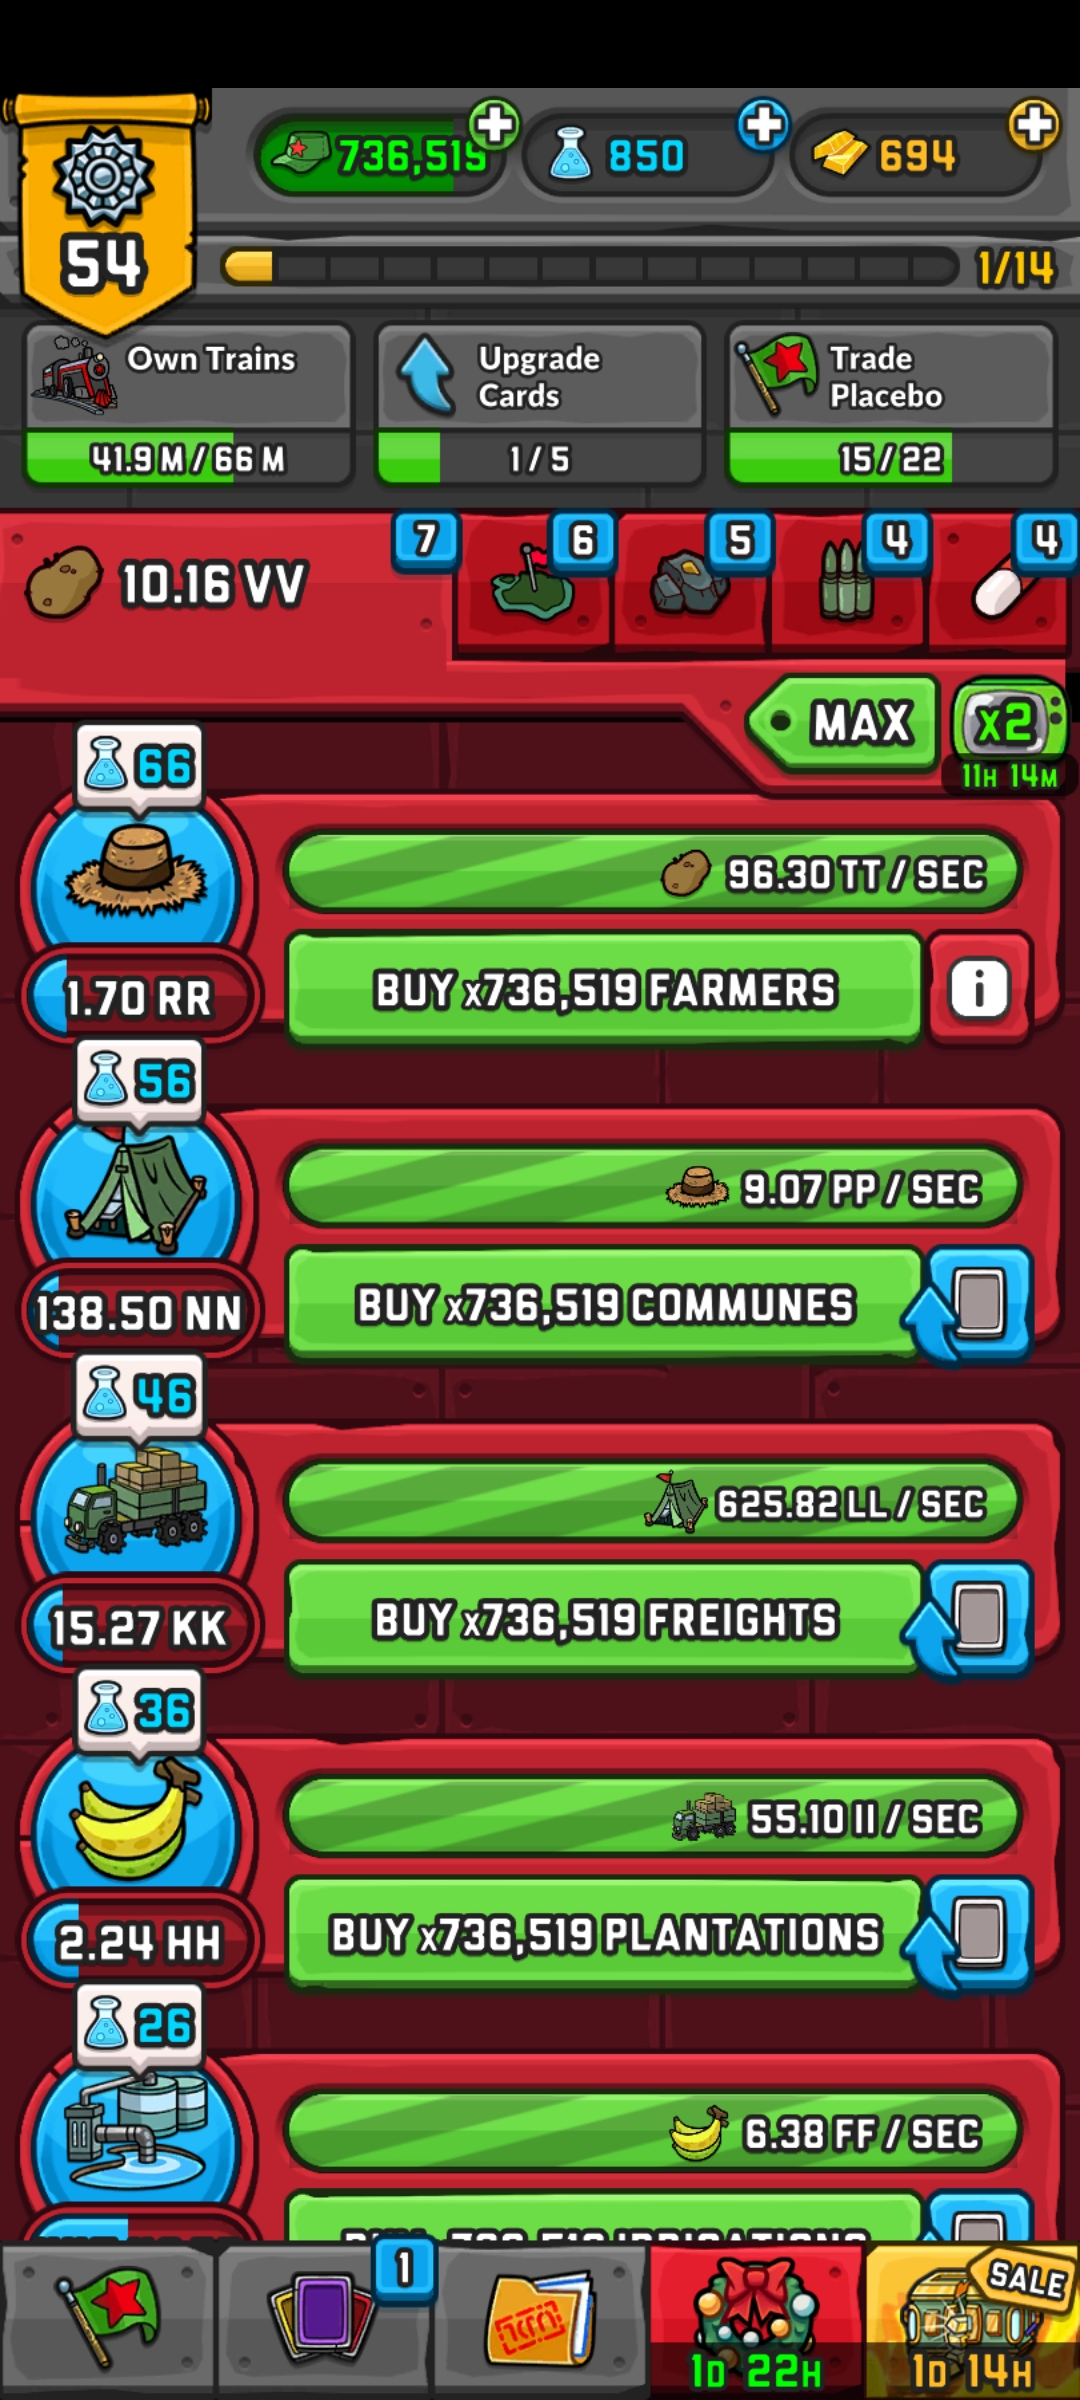 736,519
850
694
54
1/14
Own Trains
Upgrade
Cards
Trade
Placebo
41.9 M / 66 M
1 / 5
15 / 22
10.16 VV
7
6
5
4
4
MAX
x2
11H 14M
66
96.30 TT / SEC
1.70 RR
BUY x736,519 FARMERS
i
56
9.07 PP / SEC
138.50 NN
BUY x736,519 COMMUNES
46
625.82 LL / SEC
15.27 KK
BUY x736,519 FREIGHTS
36
55.10 II / SEC
2.24 HH
BUY x736,519 PLANTATIONS
26
6.38 FF / SEC
1
SALE
1D 22H
1D 14H